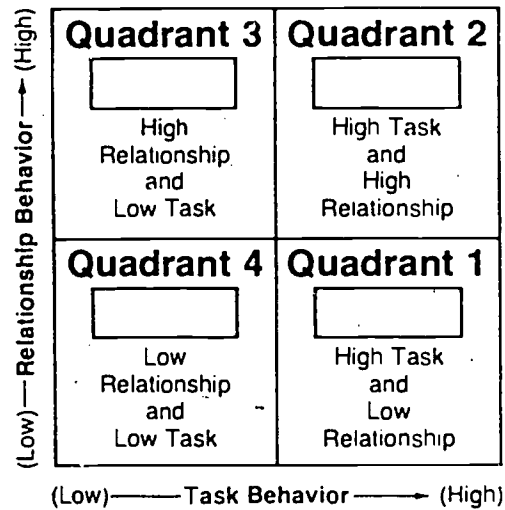 Quadrant 3
High
Relationship
and
Low Task
Quadrant 2
High Task
and
High
Relationship
Quadrant 4
Low
Relationship
and
Low Task
Quadrant 1
High Task
and
Low
Relationship
(Low) Relationship Behavior (High)
(Low) Task Behavior (High)